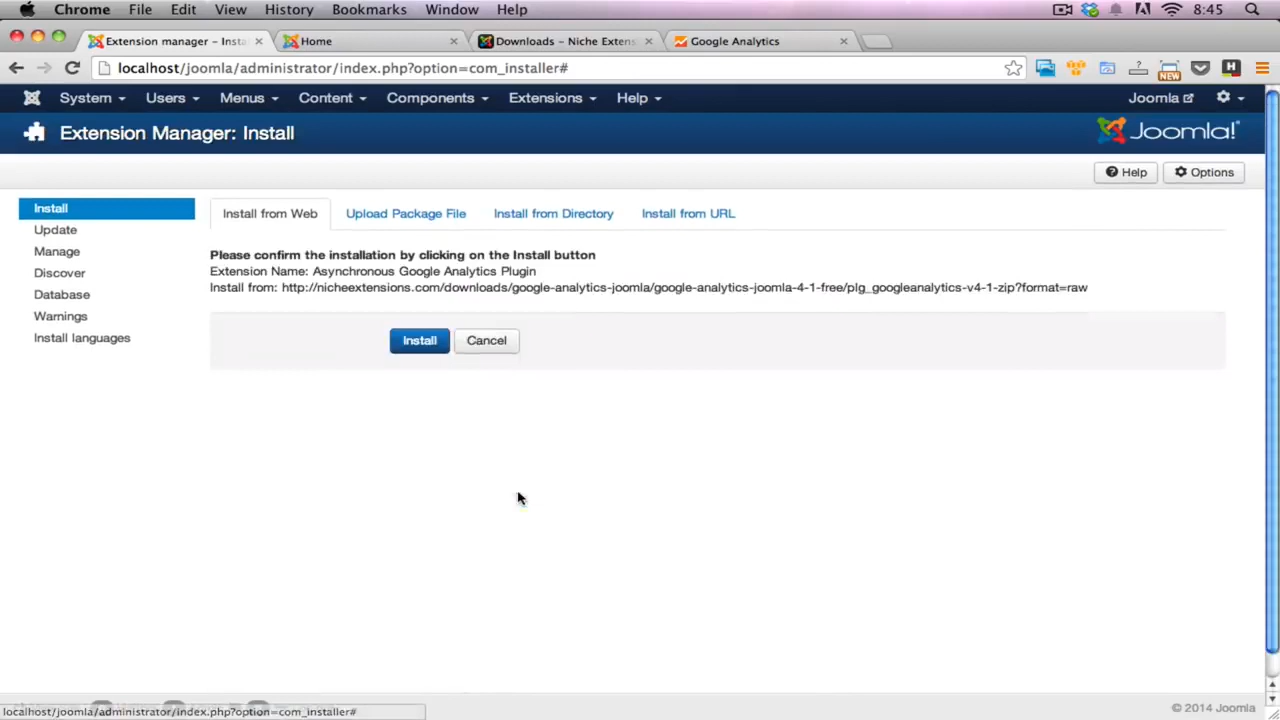 Chrome File Edit View History Bookmarks Window Help 8:45
Extension manager – Insta Home Downloads – Niche Extens Google Analytics
localhost/joomla/administrator/index.php?option=com_installer# NEW H
System Users Menus Content Components Extensions Help Joomla
Extension Manager: Install Joomla!
Help Options
Install
Update
Manage
Discover
Database
Warnings
Install languages
Install from Web Upload Package File Install from Directory Install from URL
Please confirm the installation by clicking on the Install button
Extension Name: Asynchronous Google Analytics Plugin
Install from: http://nicheextensions.com/downloads/google-analytics-joomla/google-analytics-joomla-4-1-free/plg_googleanalytics-v4-1-zip?format=raw
Install Cancel
localhost/joomla/administrator/index.php?option=com_installer# © 2014 Joomla